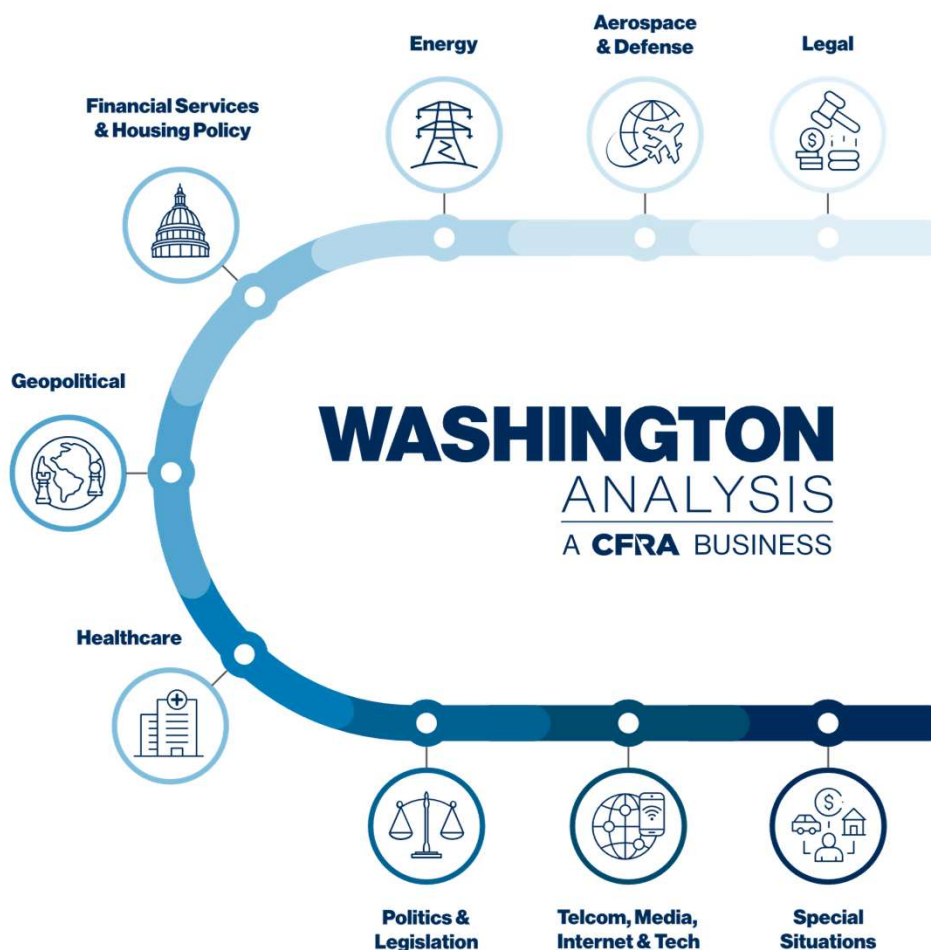 Energy
Aerospace
& Defense
Legal
Financial Services
& Housing Policy
Geopolitical
WASHINGTON
ANALYSIS
A CFRA BUSINESS
Healthcare
Politics &
Legislation
Telcom, Media,
Internet & Tech
Special
Situations